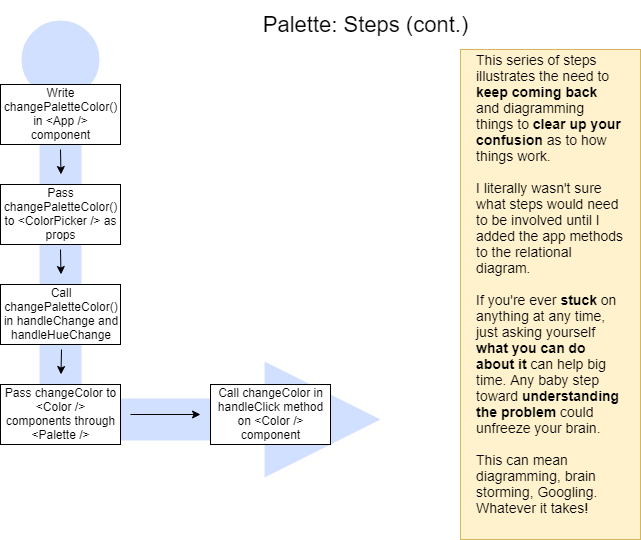 Palette: Steps (cont.)
Write
changePaletteColor()
in <App />
component
Pass
changePaletteColor()
to <ColorPicker /> as
props
Call
changePaletteColor()
in handleChange and
handleHueChange
Pass changeColor to
<Color />
components through
<Palette />
Call changeColor in
handleClick method
on <Color />
component
This series of steps
illustrates the need to
keep coming back
and diagramming
things to clear up your
confusion as to how
things work.
I literally wasn't sure
what steps would need
to be involved until I
added the app methods
to the relational
diagram.
If you're ever stuck on
anything at any time,
just asking yourself
what you can do
about it can help big
time. Any baby step
toward understanding
the problem could
unfreeze your brain.
This can mean
diagramming, brain
storming, Googling.
Whatever it takes!